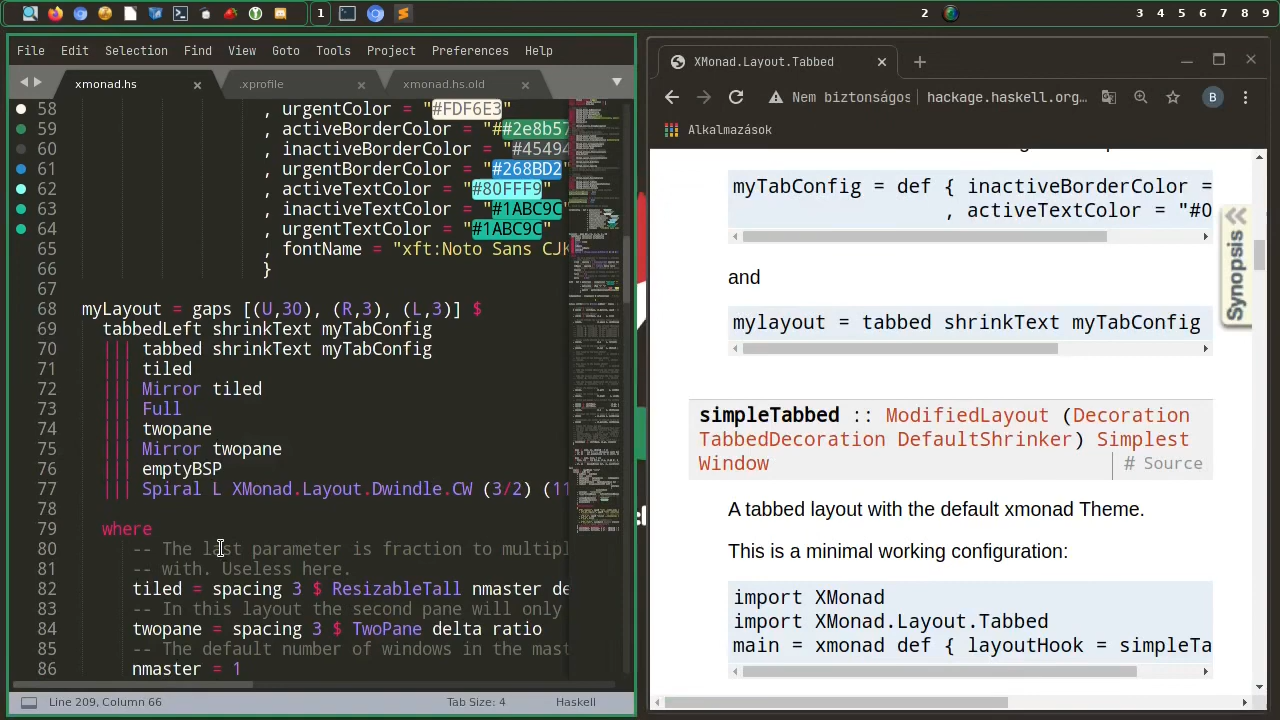 1
2
3 4 5 6 7 8 9
File Edit Selection Find View Goto Tools Project Preferences Help
xmonad.hs
.xprofile
xmonad.hs.old
58 , urgentColor = "#FDF6E3"
59 , activeBorderColor = "##2e8b57
60 , inactiveBorderColor = "#45494
61 , urgentBorderColor = "#268BD2"
62 , activeTextColor = "#80FFF9"
63 , inactiveTextColor = "#1ABC9C"
64 , urgentTextColor = "#1ABC9C"
65 , fontName = "xft:Noto Sans CJK
66 }
67
68 myLayout = gaps [(U,30), (R,3), (L,3)] $
69 tabbedLeft shrinkText myTabConfig
70 ||| tabbed shrinkText myTabConfig
71 ||| tiled
72 ||| Mirror tiled
73 ||| Full
74 ||| twopane
75 ||| Mirror twopane
76 ||| emptyBSP
77 ||| Spiral L XMonad.Layout.Dwindle.CW (3/2) (11
78
79 where
80 -- The last parameter is fraction to multipl
81 -- with. Useless here.
82 tiled = spacing 3 $ ResizableTall nmaster de
83 -- In this layout the second pane will only
84 twopane = spacing 3 $ TwoPane delta ratio
85 -- The default number of windows in the mast
86 nmaster = 1
Line 209, Column 66
Tab Size: 4
Haskell
XMonad.Layout.Tabbed
Nem biztonságos
hackage.haskell.org...
B
Alkalmazások
myTabConfig = def { inactiveBorderColor =
, activeTextColor = "#0
and
mylayout = tabbed shrinkText myTabConfig
Synopsis
simpleTabbed :: ModifiedLayout (Decoration
TabbedDecoration DefaultShrinker) Simplest
Window
# Source
A tabbed layout with the default xmonad Theme.
This is a minimal working configuration:
import XMonad
import XMonad.Layout.Tabbed
main = xmonad def { layoutHook = simpleTa